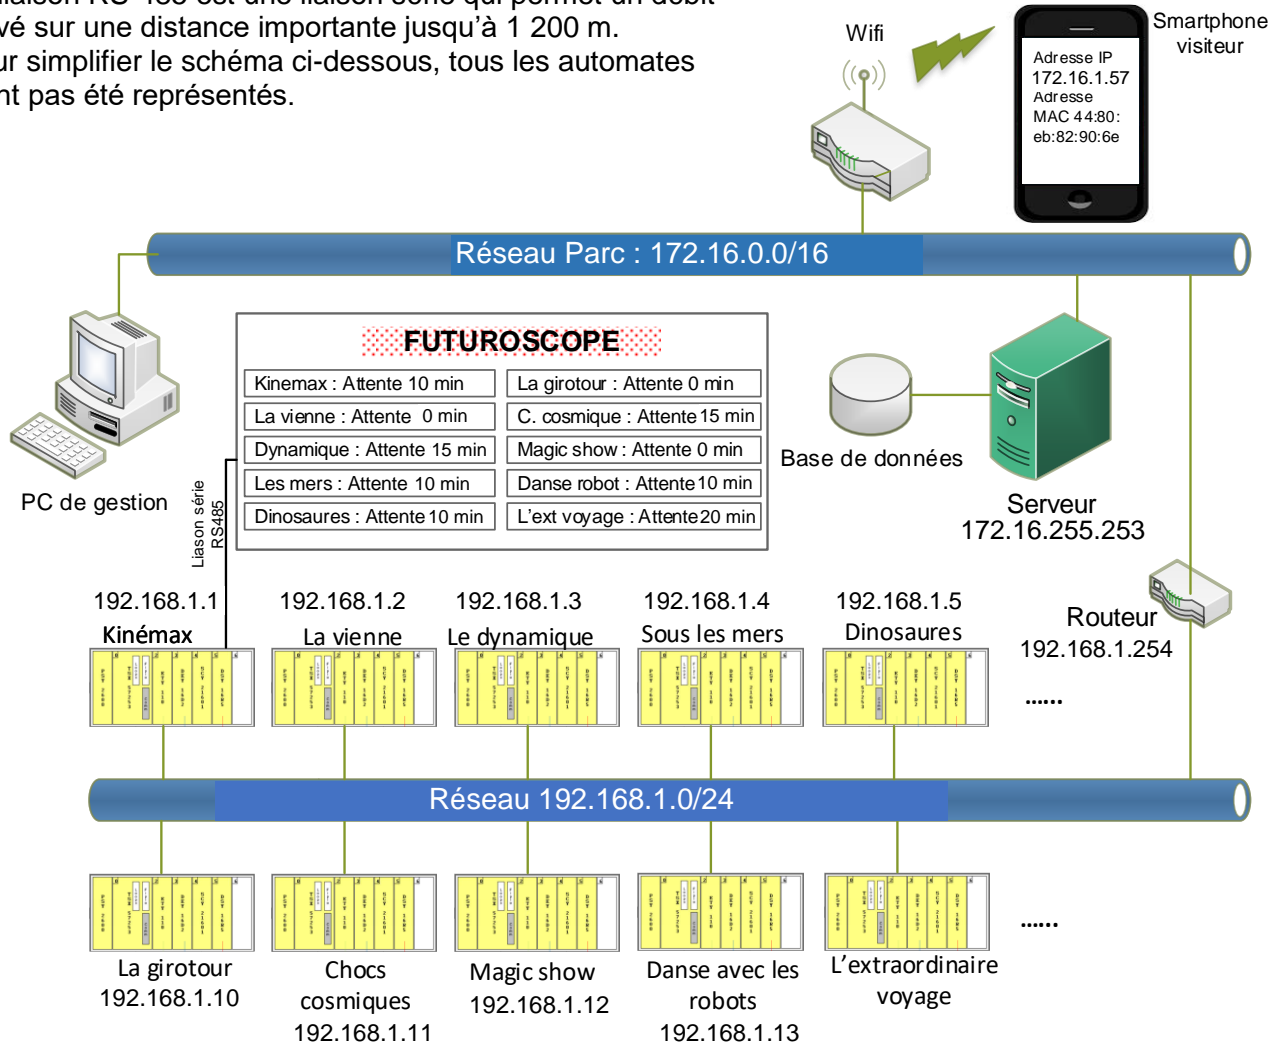 liaison RS-485 est une liaison série qui permet un débit
vé sur une distance importante jusqu'à 1 200 m.
ur simplifier le schéma ci-dessous, tous les automates
nt pas été représentés.
Wifi
Smartphone
visiteur
Adresse IP
172.16.1.57
Adresse
MAC 44:80:
eb:82:90:6e
Réseau Parc : 172.16.0.0/16
PC de gestion
Liason série
RS485
FUTUROSCOPE
Kinemax : Attente 10 min
La girotour : Attente 0 min
La vienne : Attente 0 min
C. cosmique : Attente 15 min
Dynamique : Attente 15 min
Magic show : Attente 0 min
Les mers : Attente 10 min
Danse robot : Attente 10 min
Dinosaures : Attente 10 min
L'ext voyage : Attente 20 min
Base de données
Serveur
172.16.255.253
Routeur
192.168.1.254
192.168.1.1
Kinémax
192.168.1.2
La vienne
192.168.1.3
Le dynamique
192.168.1.4
Sous les mers
192.168.1.5
Dinosaures
......
Réseau 192.168.1.0/24
La girotour
192.168.1.10
Chocs
cosmiques
192.168.1.11
Magic show
192.168.1.12
Danse avec les
robots
192.168.1.13
L'extraordinaire
voyage
......